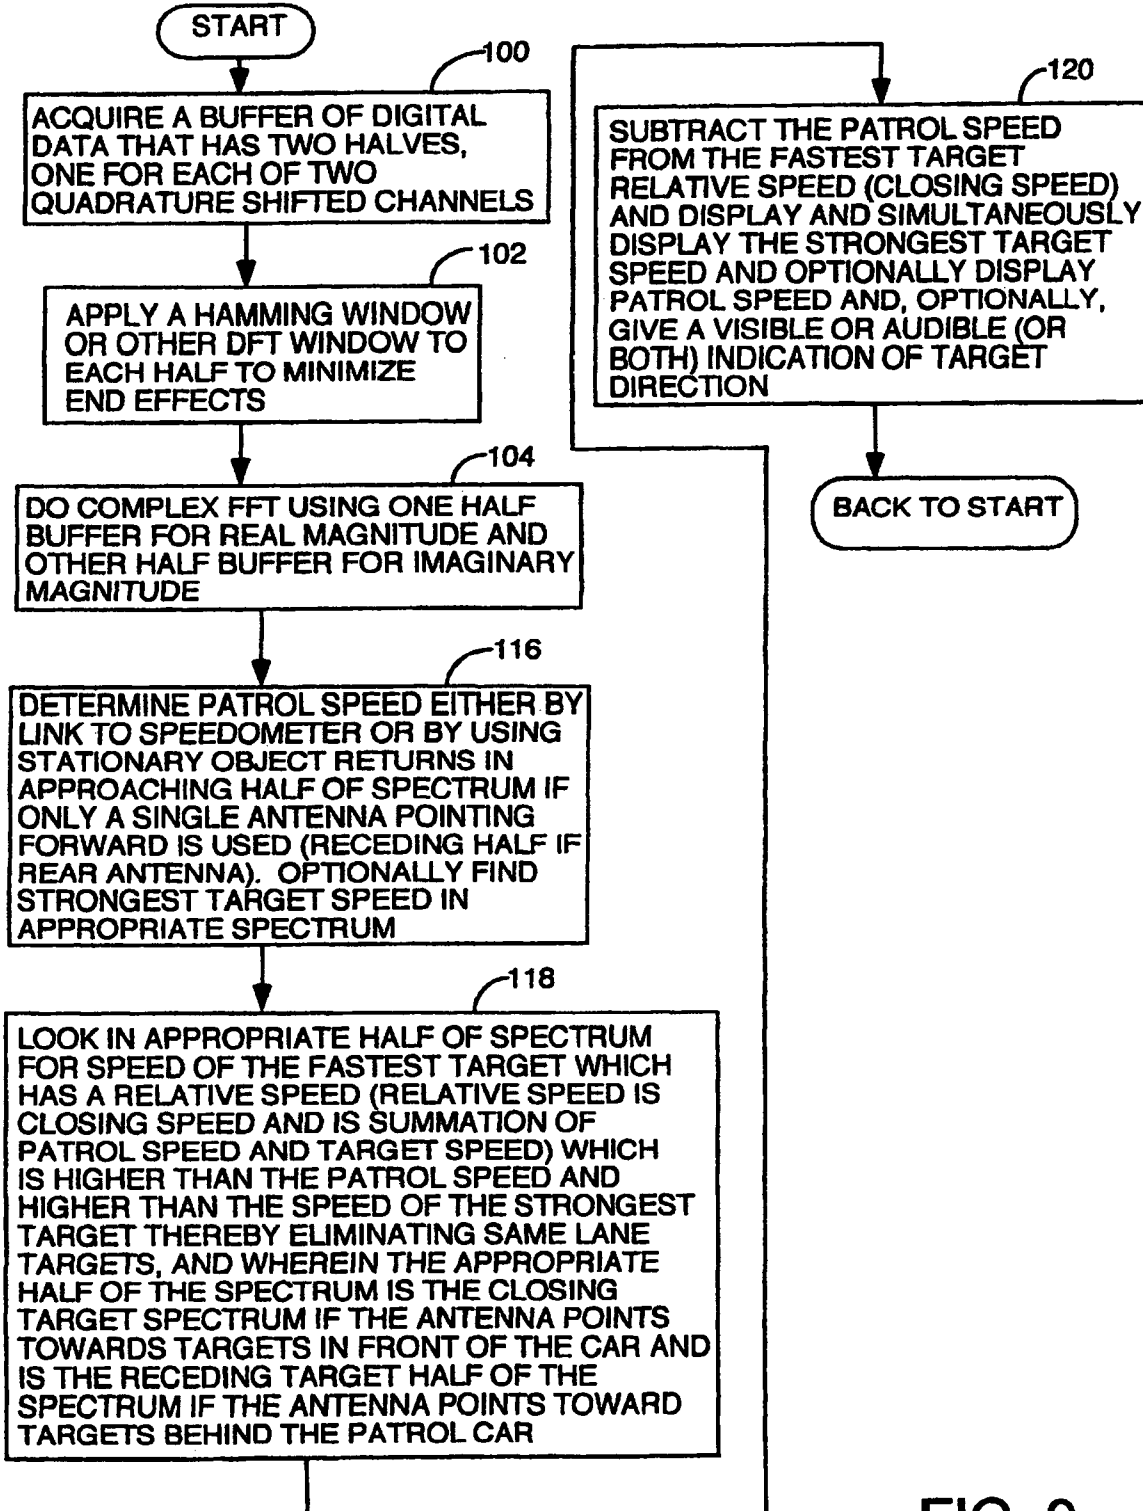 START
100
ACQUIRE A BUFFER OF DIGITAL
DATA THAT HAS TWO HALVES,
ONE FOR EACH OF TWO
QUADRATURE SHIFTED CHANNELS
102
APPLY A HAMMING WINDOW
OR OTHER DFT WINDOW TO
EACH HALF TO MINIMIZE
END EFFECTS
104
DO COMPLEX FFT USING ONE HALF
BUFFER FOR REAL MAGNITUDE AND
OTHER HALF BUFFER FOR IMAGINARY
MAGNITUDE
116
DETERMINE PATROL SPEED EITHER BY
LINK TO SPEEDOMETER OR BY USING
STATIONARY OBJECT RETURNS IN
APPROACHING HALF OF SPECTRUM IF
ONLY A SINGLE ANTENNA POINTING
FORWARD IS USED (RECEDING HALF IF
REAR ANTENNA). OPTIONALLY FIND
STRONGEST TARGET SPEED IN
APPROPRIATE SPECTRUM
118
LOOK IN APPROPRIATE HALF OF SPECTRUM
FOR SPEED OF THE FASTEST TARGET WHICH
HAS A RELATIVE SPEED (RELATIVE SPEED IS
CLOSING SPEED AND IS SUMMATION OF
PATROL SPEED AND TARGET SPEED) WHICH
IS HIGHER THAN THE PATROL SPEED AND
HIGHER THAN THE SPEED OF THE STRONGEST
TARGET THEREBY ELIMINATING SAME LANE
TARGETS, AND WHEREIN THE APPROPRIATE
HALF OF THE SPECTRUM IS THE CLOSING
TARGET SPECTRUM IF THE ANTENNA POINTS
TOWARDS TARGETS IN FRONT OF THE CAR AND
IS THE RECEDING TARGET HALF OF THE
SPECTRUM IF THE ANTENNA POINTS TOWARD
TARGETS BEHIND THE PATROL CAR
120
SUBTRACT THE PATROL SPEED
FROM THE FASTEST TARGET
RELATIVE SPEED (CLOSING SPEED)
AND DISPLAY AND SIMULTANEOUSLY
DISPLAY THE STRONGEST TARGET
SPEED AND OPTIONALLY DISPLAY
PATROL SPEED AND, OPTIONALLY,
GIVE A VISIBLE OR AUDIBLE (OR
BOTH) INDICATION OF TARGET
DIRECTION
BACK TO START